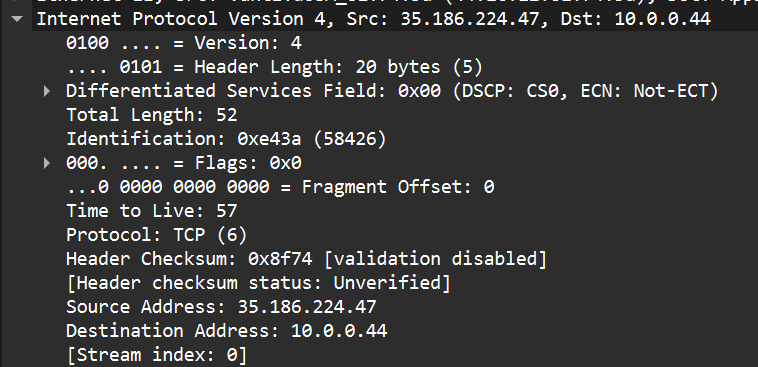 Internet Protocol Version 4, Src: 35.186.224.47, Dst: 10.0.0.44
0100 .... = Version: 4
.... 0101 = Header Length: 20 bytes (5)
Differentiated Services Field: 0x00 (DSCP: CS0, ECN: Not-ECT)
Total Length: 52
Identification: 0xe43a (58426)
000. .... = Flags: 0x0
...0 0000 0000 0000 = Fragment Offset: 0
Time to Live: 57
Protocol: TCP (6)
Header Checksum: 0x8f74 [validation disabled]
[Header checksum status: Unverified]
Source Address: 35.186.224.47
Destination Address: 10.0.0.44
[Stream index: 0]